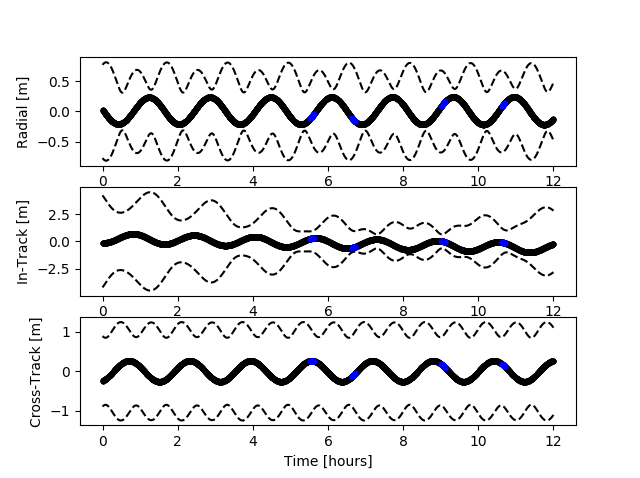 Radial [m]
0.5
0.0
−0.5
0 2 4 6 8 10 12
In-Track [m]
2.5
0.0
−2.5
0 2 4 6 8 10 12
Cross-Track [m]
1
0
−1
0 2 4 6 8 10 12
Time [hours]